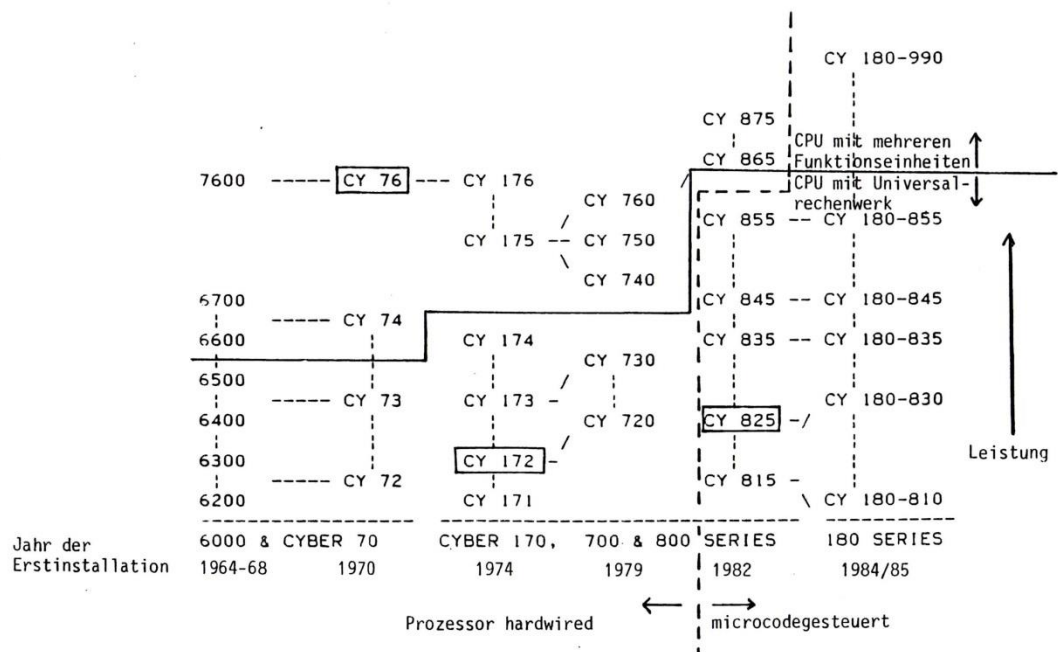 CY 180-990
CY 875
CY 865
CPU mit mehreren
Funktionseinheiten
7600 ----- CY 76 --- CY 176
CPU mit Universal-
rechenwerk
CY 760
CY 175 -- CY 750
CY 855 -- CY 180-855
CY 740
6700
CY 845 -- CY 180-845
----- CY 74
6600
CY 174
CY 835 -- CY 180-835
6500
CY 730
----- CY 73
CY 173 -
CY 180-830
6400
CY 720
CY 825 -/
Leistung
6300
CY 172 -
----- CY 72
CY 815 -
6200
CY 171
\ CY 180-810
Jahr der
Erstinstallation
6000 & CYBER 70
CYBER 170, 700 & 800 SERIES
180 SERIES
1964-68
1970
1974
1979
1982
1984/85
Prozessor hardwired
microcodegesteuert